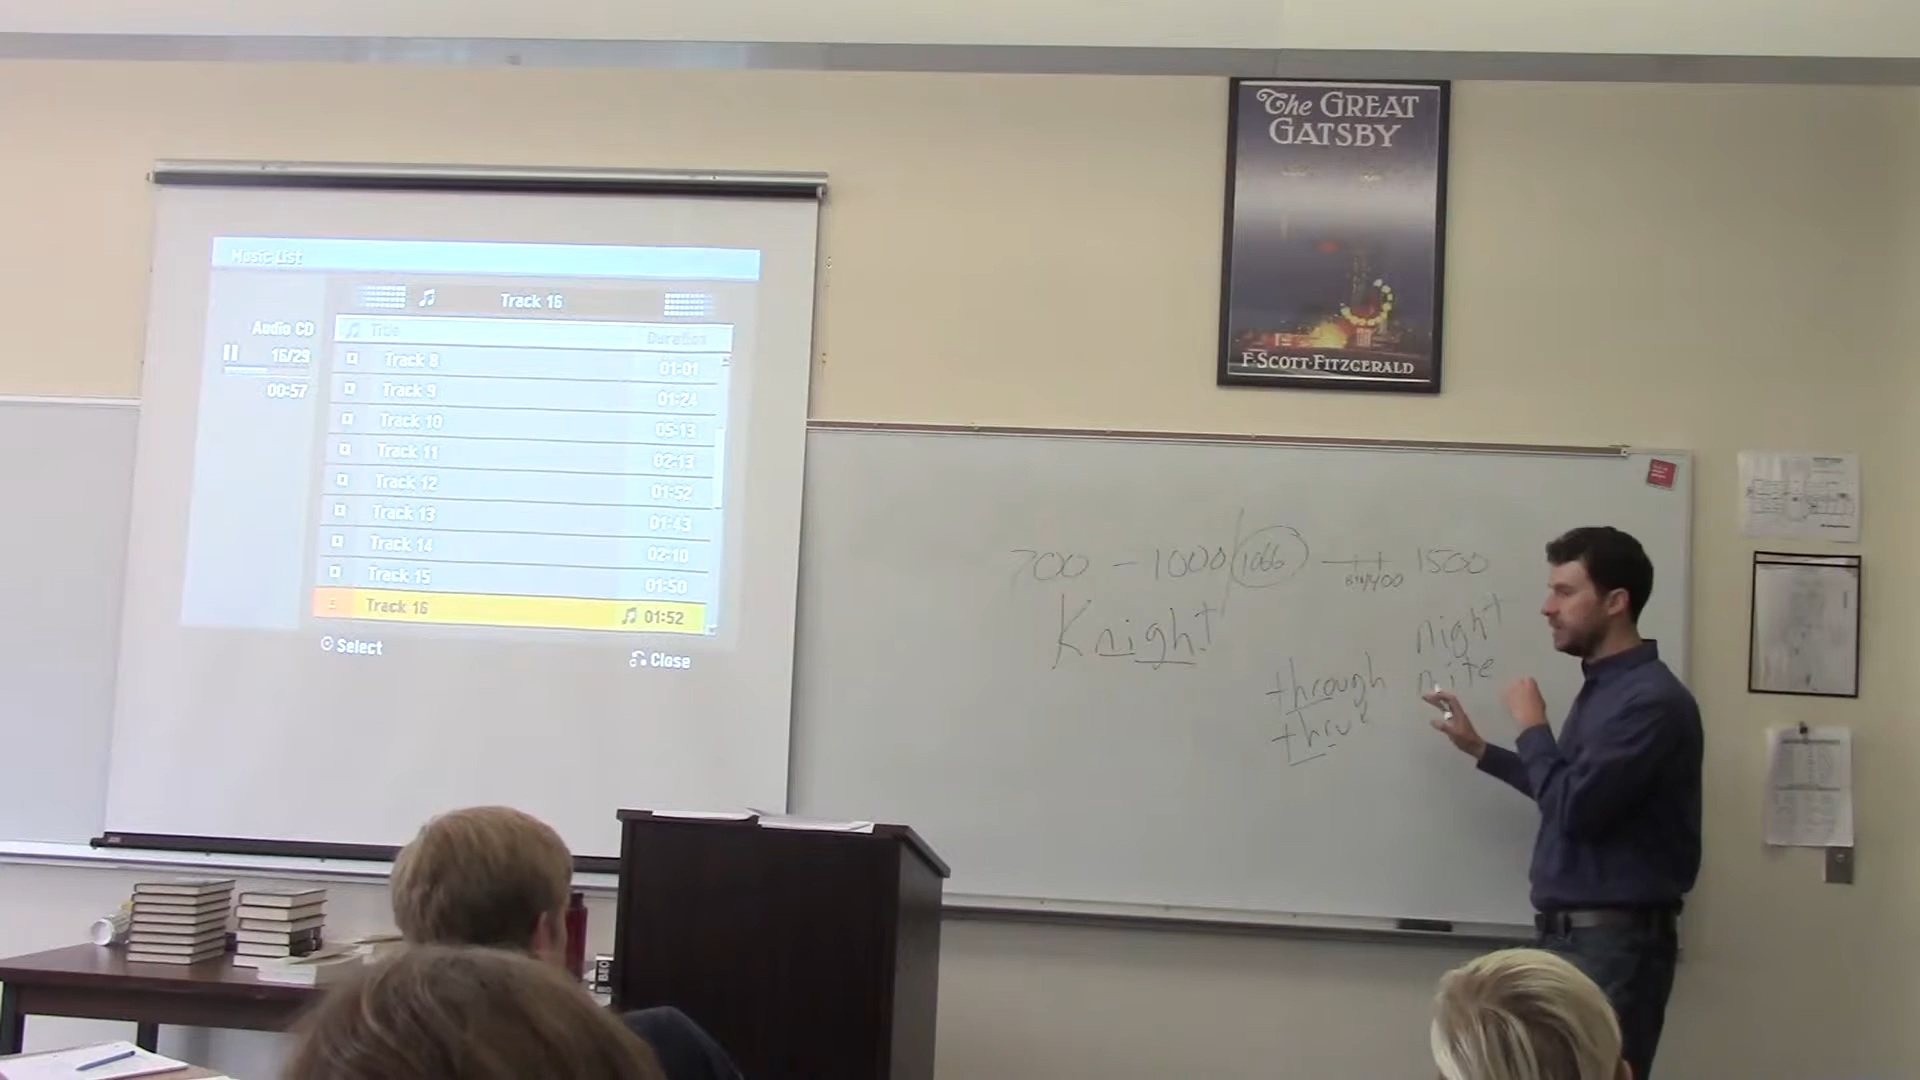 The GREAT
GATSBY
F·SCOTT·FITZGERALD
Music List
Track 16
Audio CD
16/29
00:57
Title Duration
Track 8 01:01
Track 9 01:24
Track 10 05:13
Track 11 02:13
Track 12 01:52
Track 13 01:43
Track 14 02:10
Track 15 01:50
Track 16 01:52
Select
Close
700 - 1000 1066 1500
Knight
night
nite
through
thru
BEO